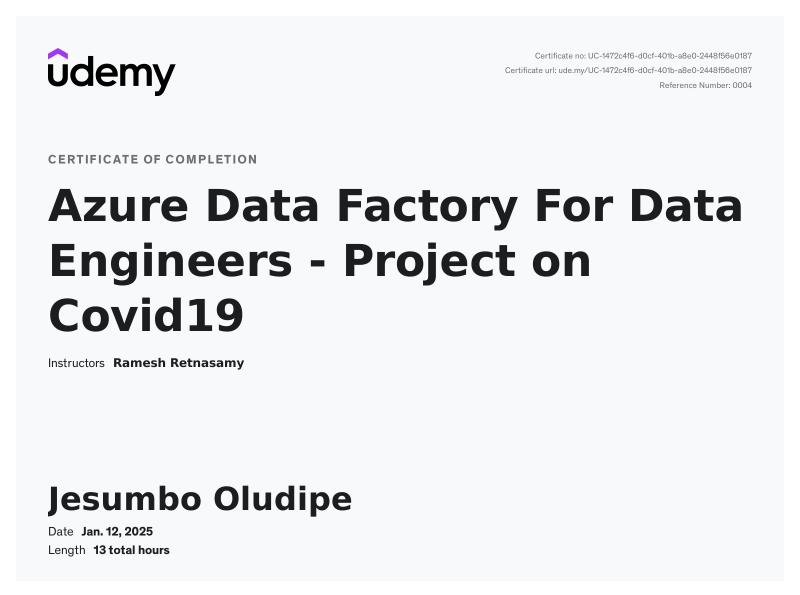 udemy
Certificate no: UC-1472c4f6-d0cf-401b-a8e0-2448f56e0187
Certificate url: ude.my/UC-1472c4f6-d0cf-401b-a8e0-2448f56e0187
Reference Number: 0004
CERTIFICATE OF COMPLETION
Azure Data Factory For Data
Engineers - Project on
Covid19
Instructors Ramesh Retnasamy
Jesumbo Oludipe
Date Jan. 12, 2025
Length 13 total hours